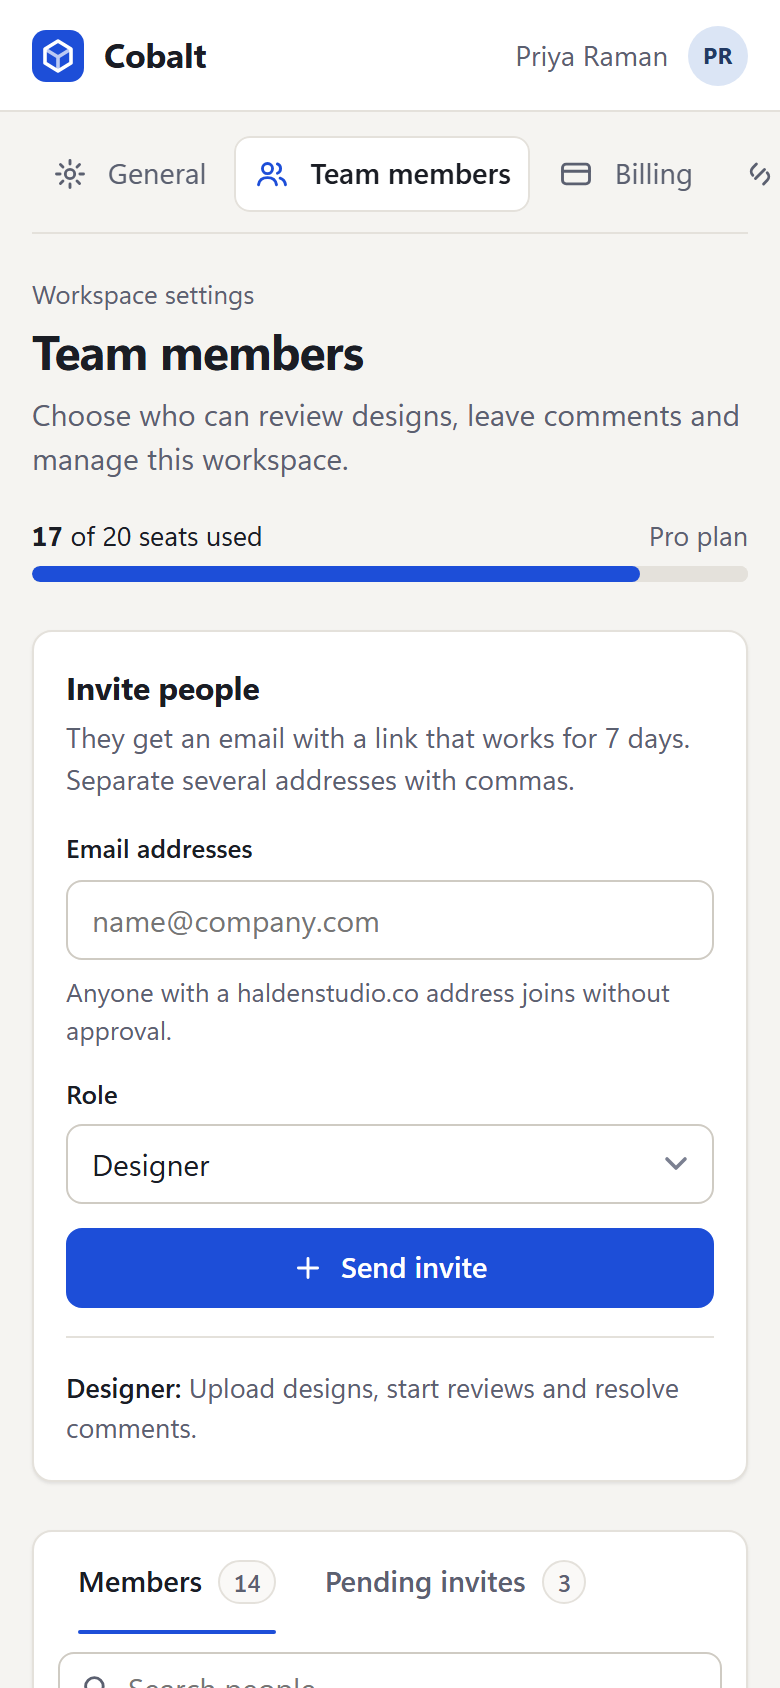 Cobalt
Priya Raman
PR
General
Team members
Billing
Workspace settings
Team members
Choose who can review designs, leave comments and
manage this workspace.
17 of 20 seats used
Pro plan
Invite people
They get an email with a link that works for 7 days.
Separate several addresses with commas.
Email addresses
name@company.com
Anyone with a haldenstudio.co address joins without
approval.
Role
Designer
Send invite
Designer: Upload designs, start reviews and resolve
comments.
Members 14
Pending invites 3
Search people